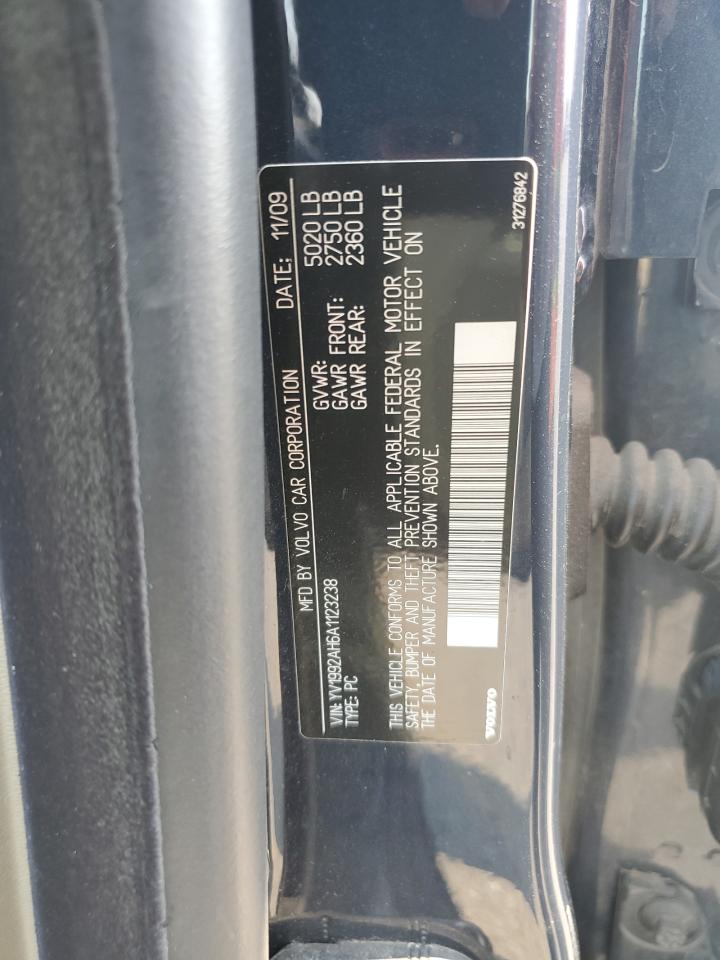 MFD BY VOLVO CAR CORPORATION DATE: 11/09
GVWR: 5020 LB
GAWR FRONT: 2750 LB
GAWR REAR: 2360 LB
VIN: YV1992AH6A1123238
TYPE: PC
THIS VEHICLE CONFORMS TO ALL APPLICABLE FEDERAL MOTOR VEHICLE
SAFETY, BUMPER AND THEFT PREVENTION STANDARDS IN EFFECT ON
THE DATE OF MANUFACTURE SHOWN ABOVE.
VOLVO
31276842